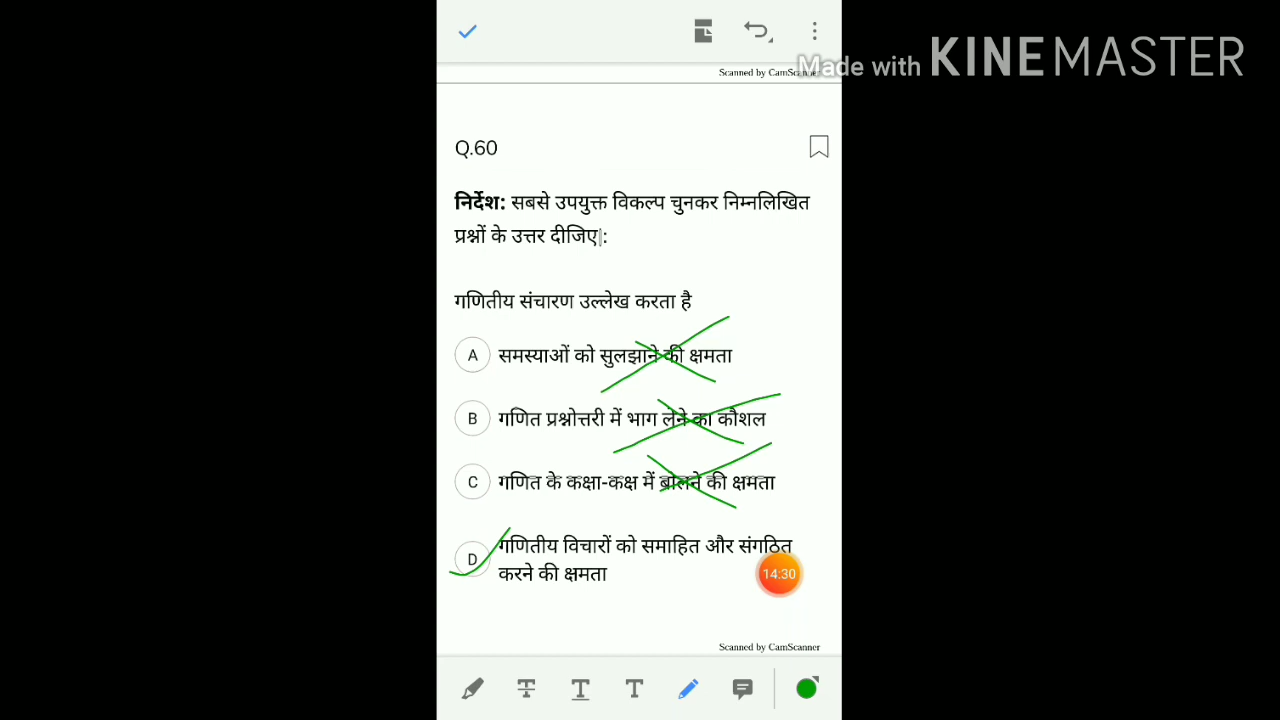 Made with KINEMASTER
Scanned by CamScanner
Q.60
निर्देश: सबसे उपयुक्त विकल्प चुनकर निम्नलिखित
प्रश्नों के उत्तर दीजिए:
गणितीय संचारण उल्लेख करता है
A समस्याओं को सुलझाने की क्षमता
B गणित प्रश्नोत्तरी में भाग लेने का कौशल
C गणित के कक्षा-कक्ष में बोलने की क्षमता
D गणितीय विचारों को समाहित और संगठित
करने की क्षमता
14:30
Scanned by CamScanner
T T T